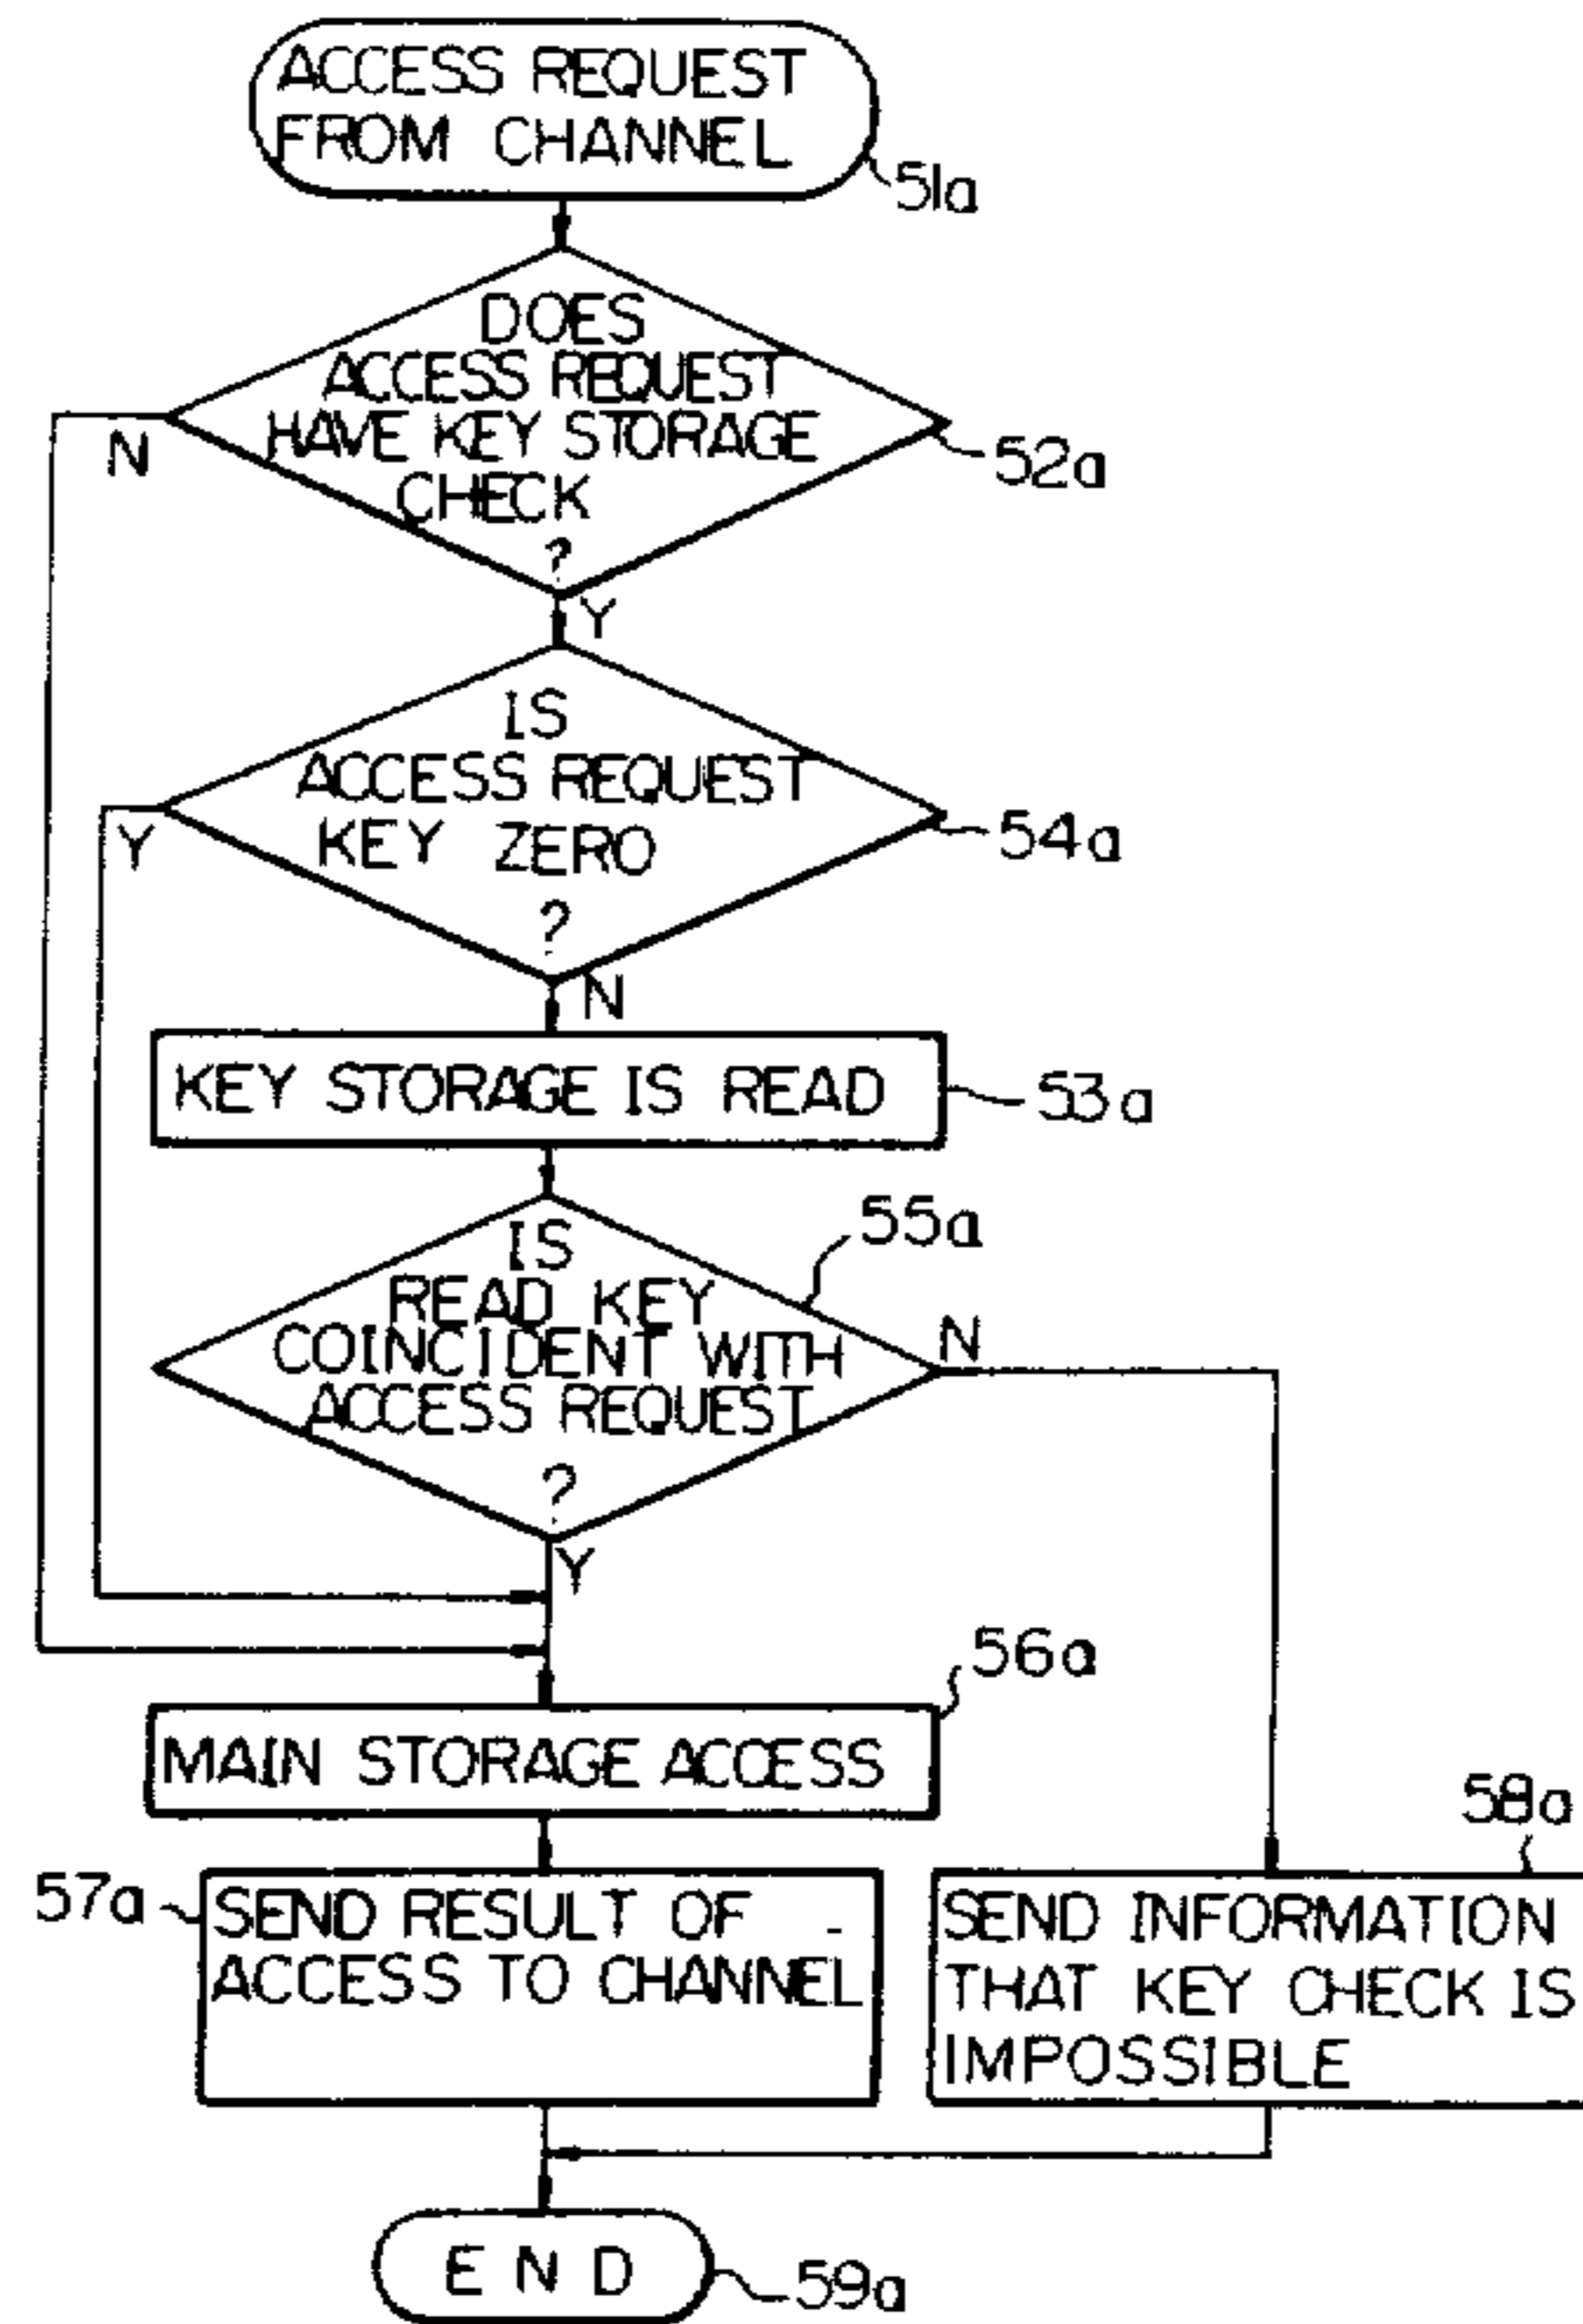 ACCESS REQUEST
FROM CHANNEL
51a
DOES
ACCESS REQUEST
HAVE KEY STORAGE
CHECK
?
N
52a
Y
IS
ACCESS REQUEST
KEY ZERO
?
Y
54a
N
KEY STORAGE IS READ
53a
55a
IS
READ KEY
COINCIDENT WITH
ACCESS REQUEST
?
N
Y
56a
MAIN STORAGE ACCESS
58a
57a
SEND RESULT OF
ACCESS TO CHANNEL
SEND INFORMATION
THAT KEY CHECK IS
IMPOSSIBLE
END
59a